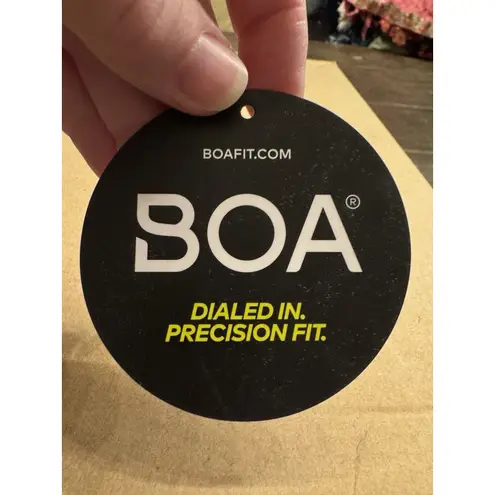 BOAFIT.COM
BOA®
DIALED IN.
PRECISION FIT.